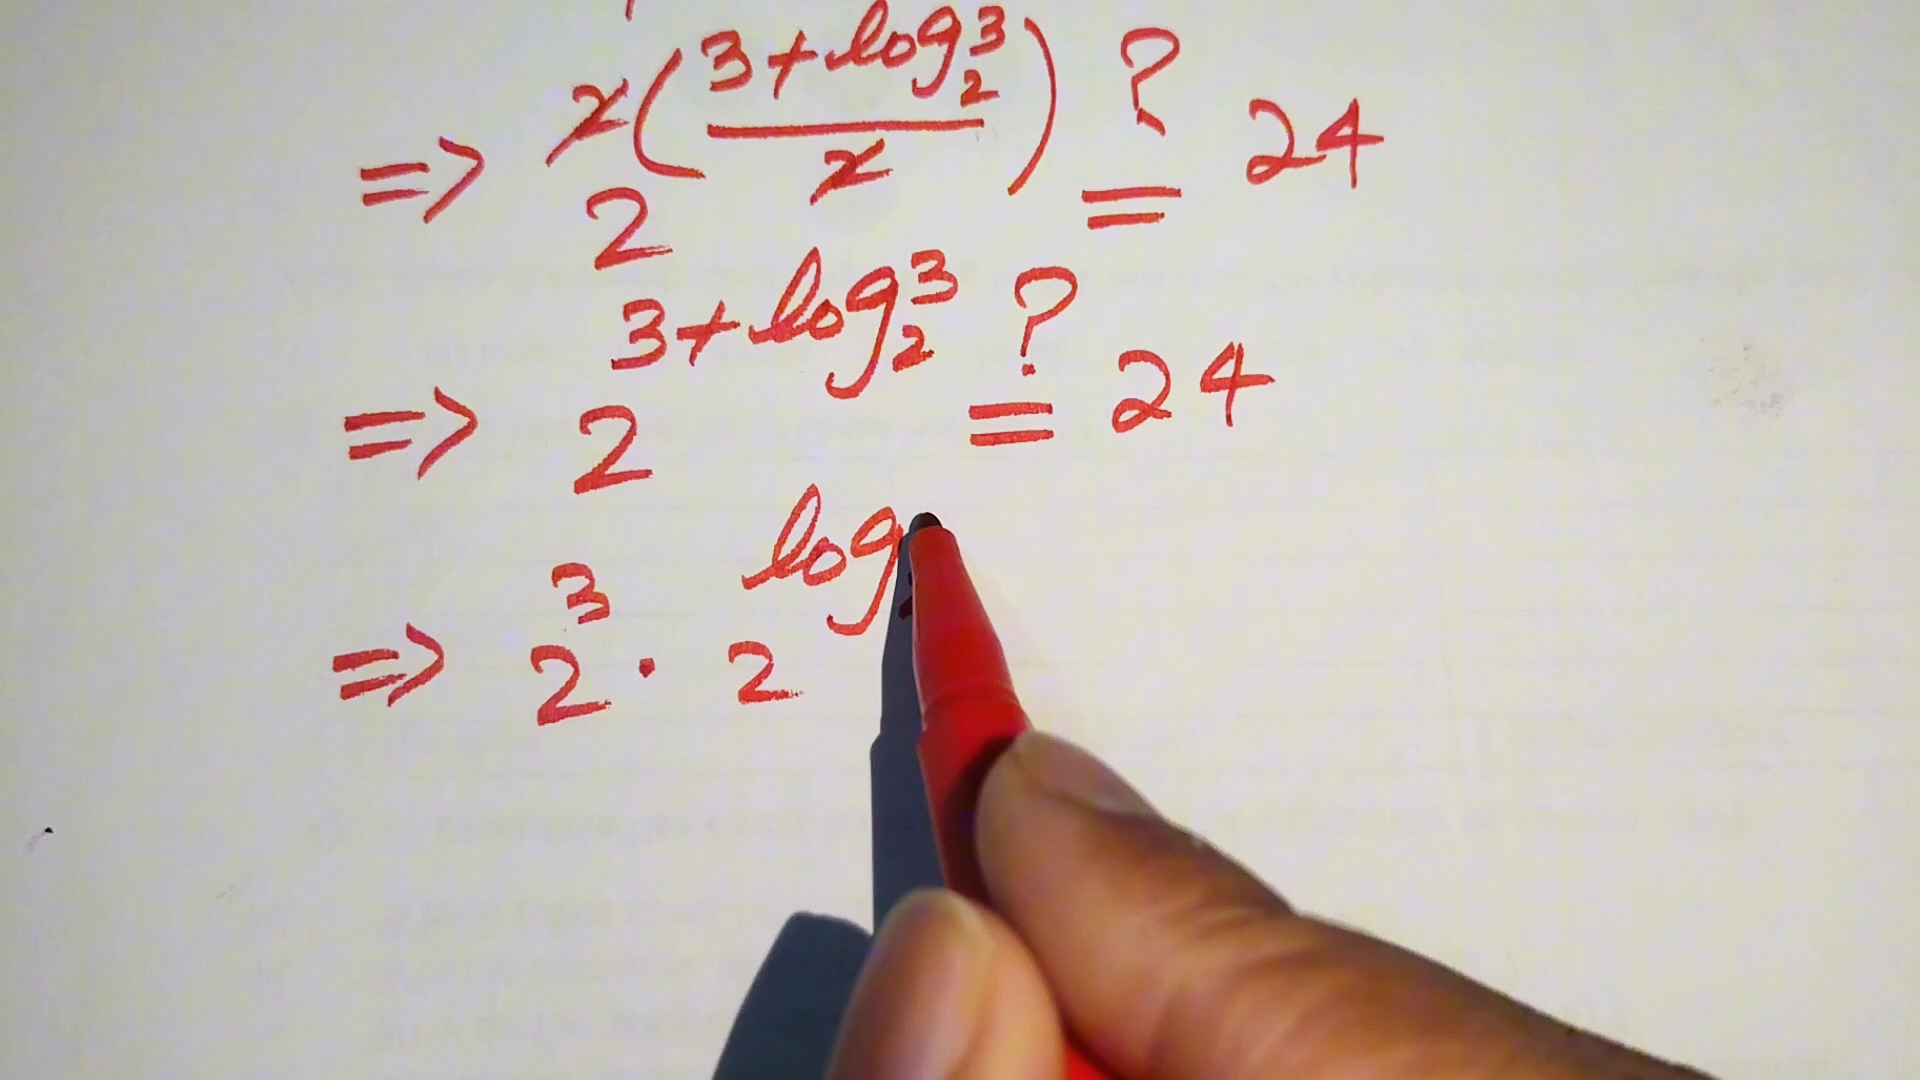 => 2^x((3+log_2^3)/x) ?= 24
=> 2^3+log_2^3 ?= 24
=> 2^3 · 2^log